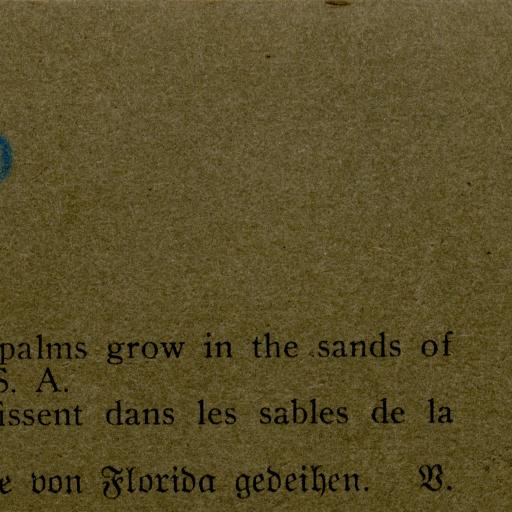 palms grow in the sands of
S. A.
issent dans les sables de la
e von Florida gedeihen. V.